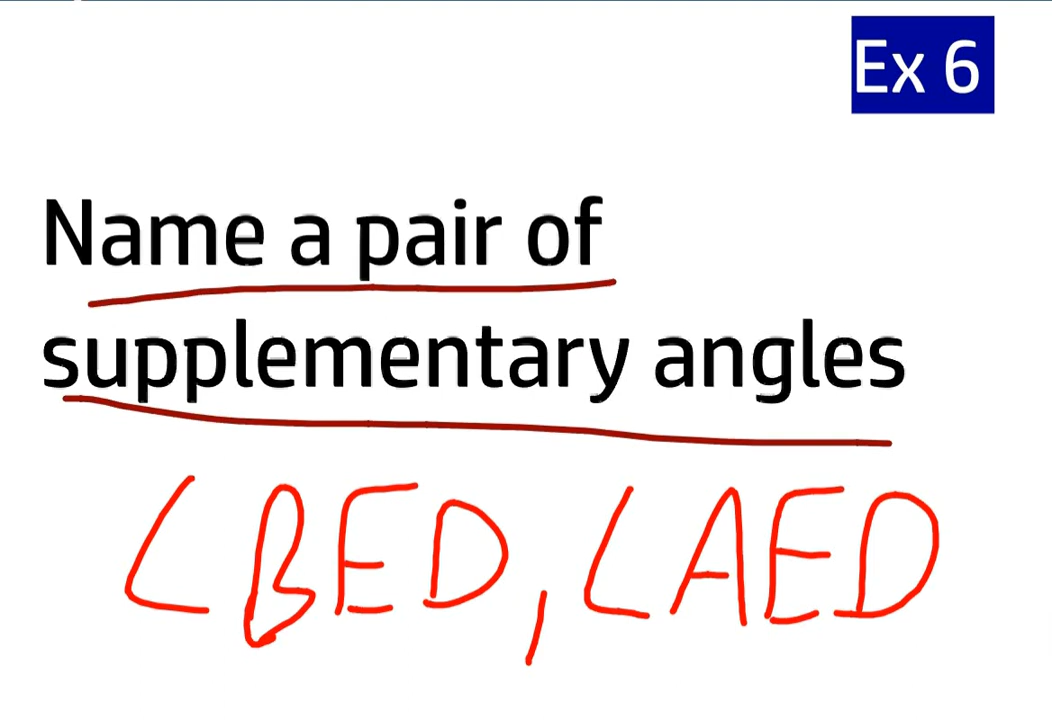 Ex 6
Name a pair of
supplementary angles
∠BED, ∠AED